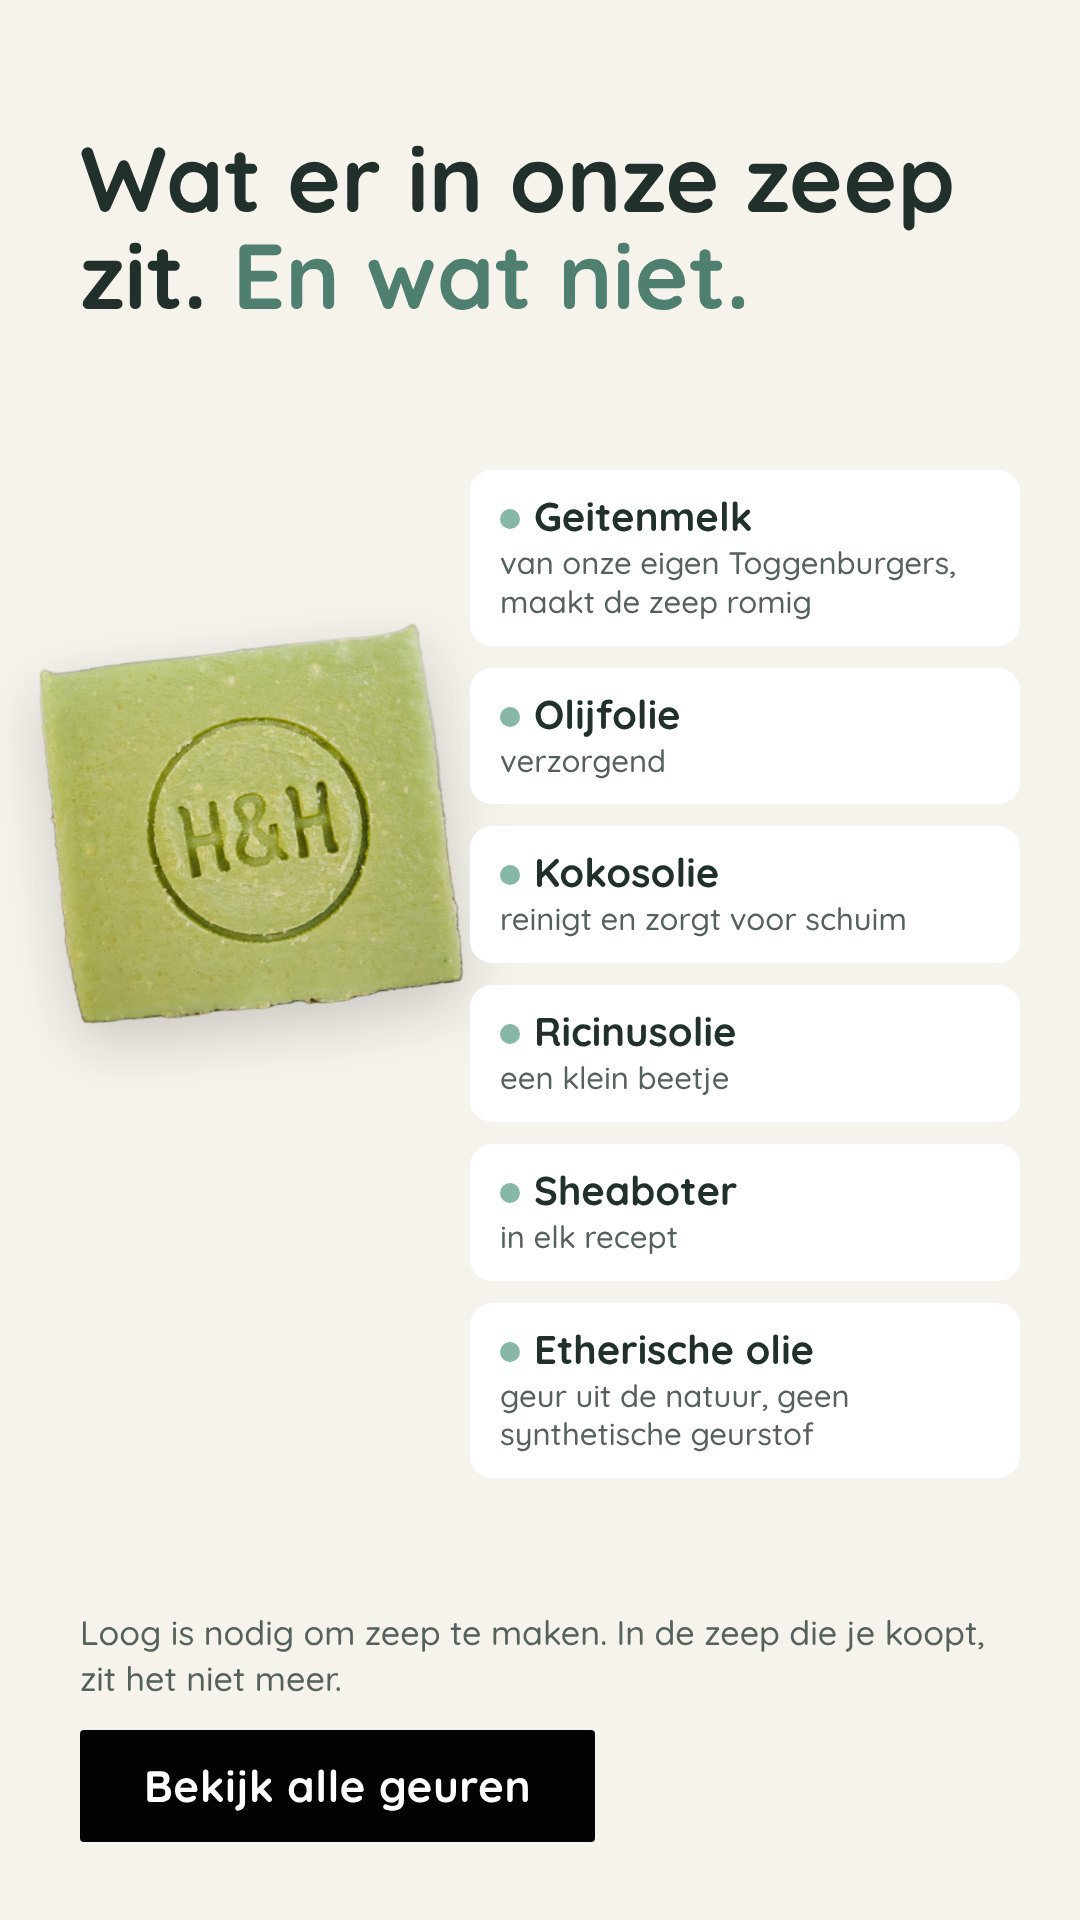 Wat er in onze zeep
zit. En wat niet.
H&H
Geitenmelk
van onze eigen Toggenburgers,
maakt de zeep romig
Olijfolie
verzorgend
Kokosolie
reinigt en zorgt voor schuim
Ricinusolie
een klein beetje
Sheaboter
in elk recept
Etherische olie
geur uit de natuur, geen
synthetische geurstof
Loog is nodig om zeep te maken. In de zeep die je koopt,
zit het niet meer.
Bekijk alle geuren